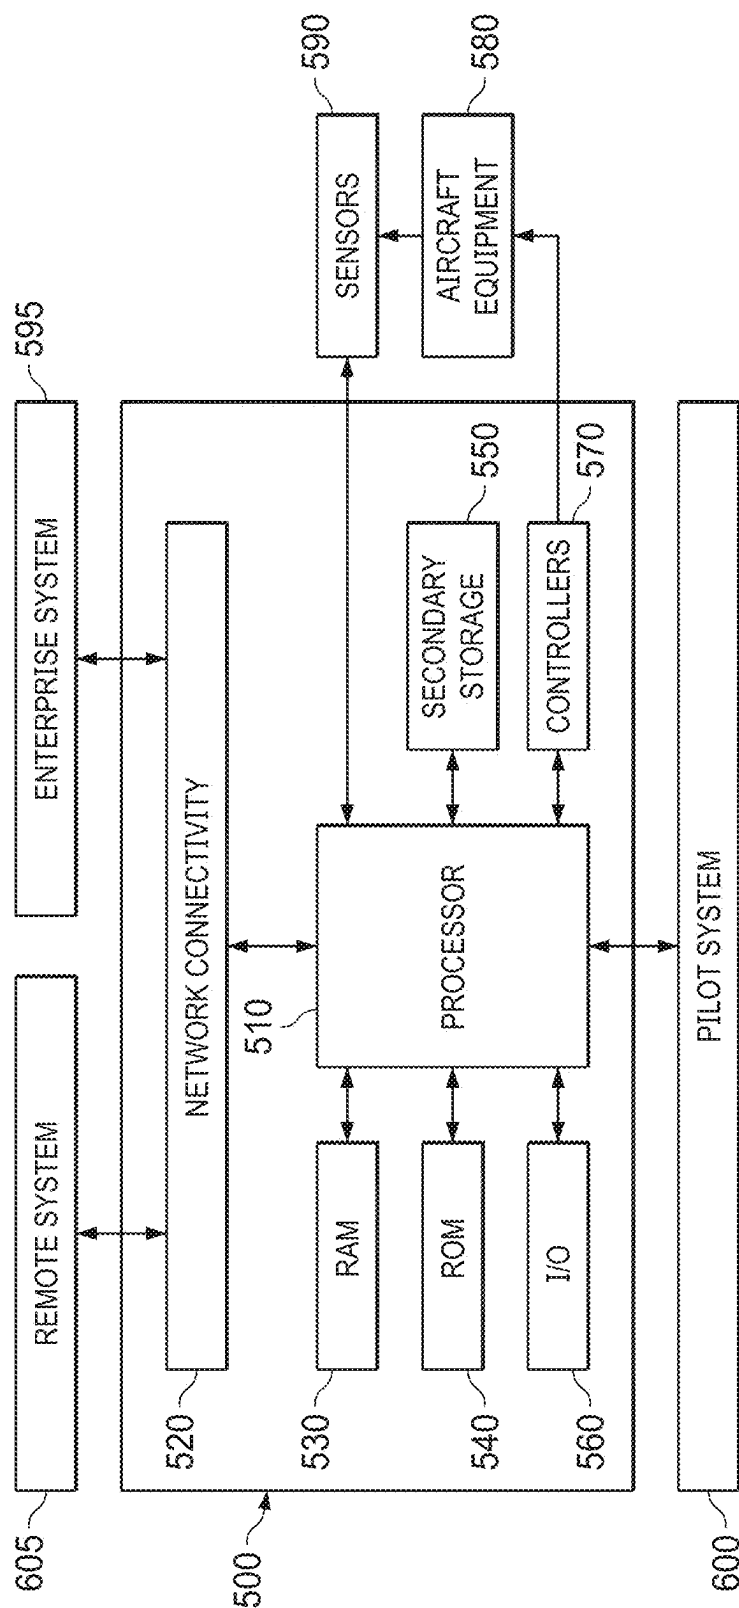 605
REMOTE SYSTEM
ENTERPRISE SYSTEM
595
500
520
NETWORK CONNECTIVITY
530
RAM
510
PROCESSOR
SENSORS
590
540
ROM
SECONDARY
STORAGE
550
AIRCRAFT
EQUIPMENT
580
560
I/O
CONTROLLERS
570
600
PILOT SYSTEM